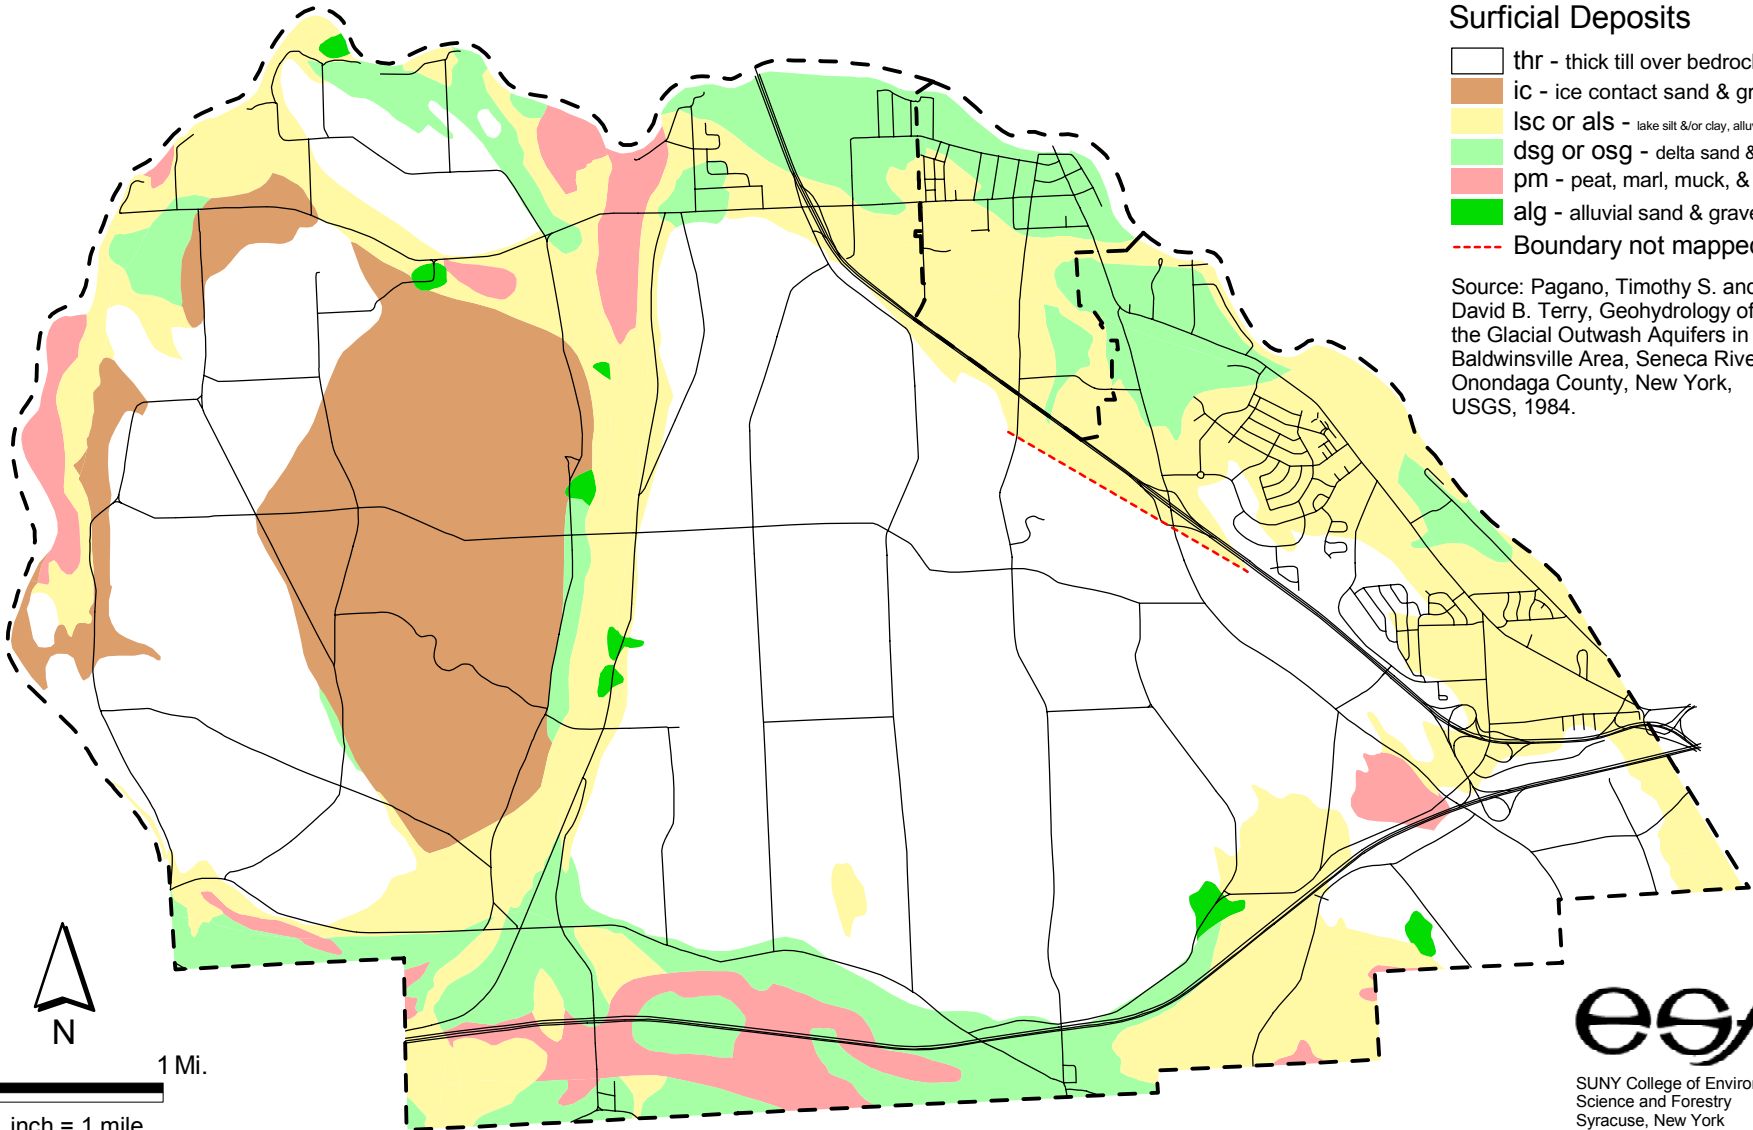 Surficial Deposits
thr - thick till over bedroc
ic - ice contact sand & gr
lsc or als - lake silt &/or clay, alluv
dsg or osg - delta sand &
pm - peat, marl, muck, &
alg - alluvial sand & grave
Boundary not mapped
Source: Pagano, Timothy S. and
David B. Terry, Geohydrology of
the Glacial Outwash Aquifers in
Baldwinsville Area, Seneca Rive
Onondaga County, New York,
USGS, 1984.
N
1 Mi.
inch = 1 mile
esf
SUNY College of Environ
Science and Forestry
Syracuse, New York